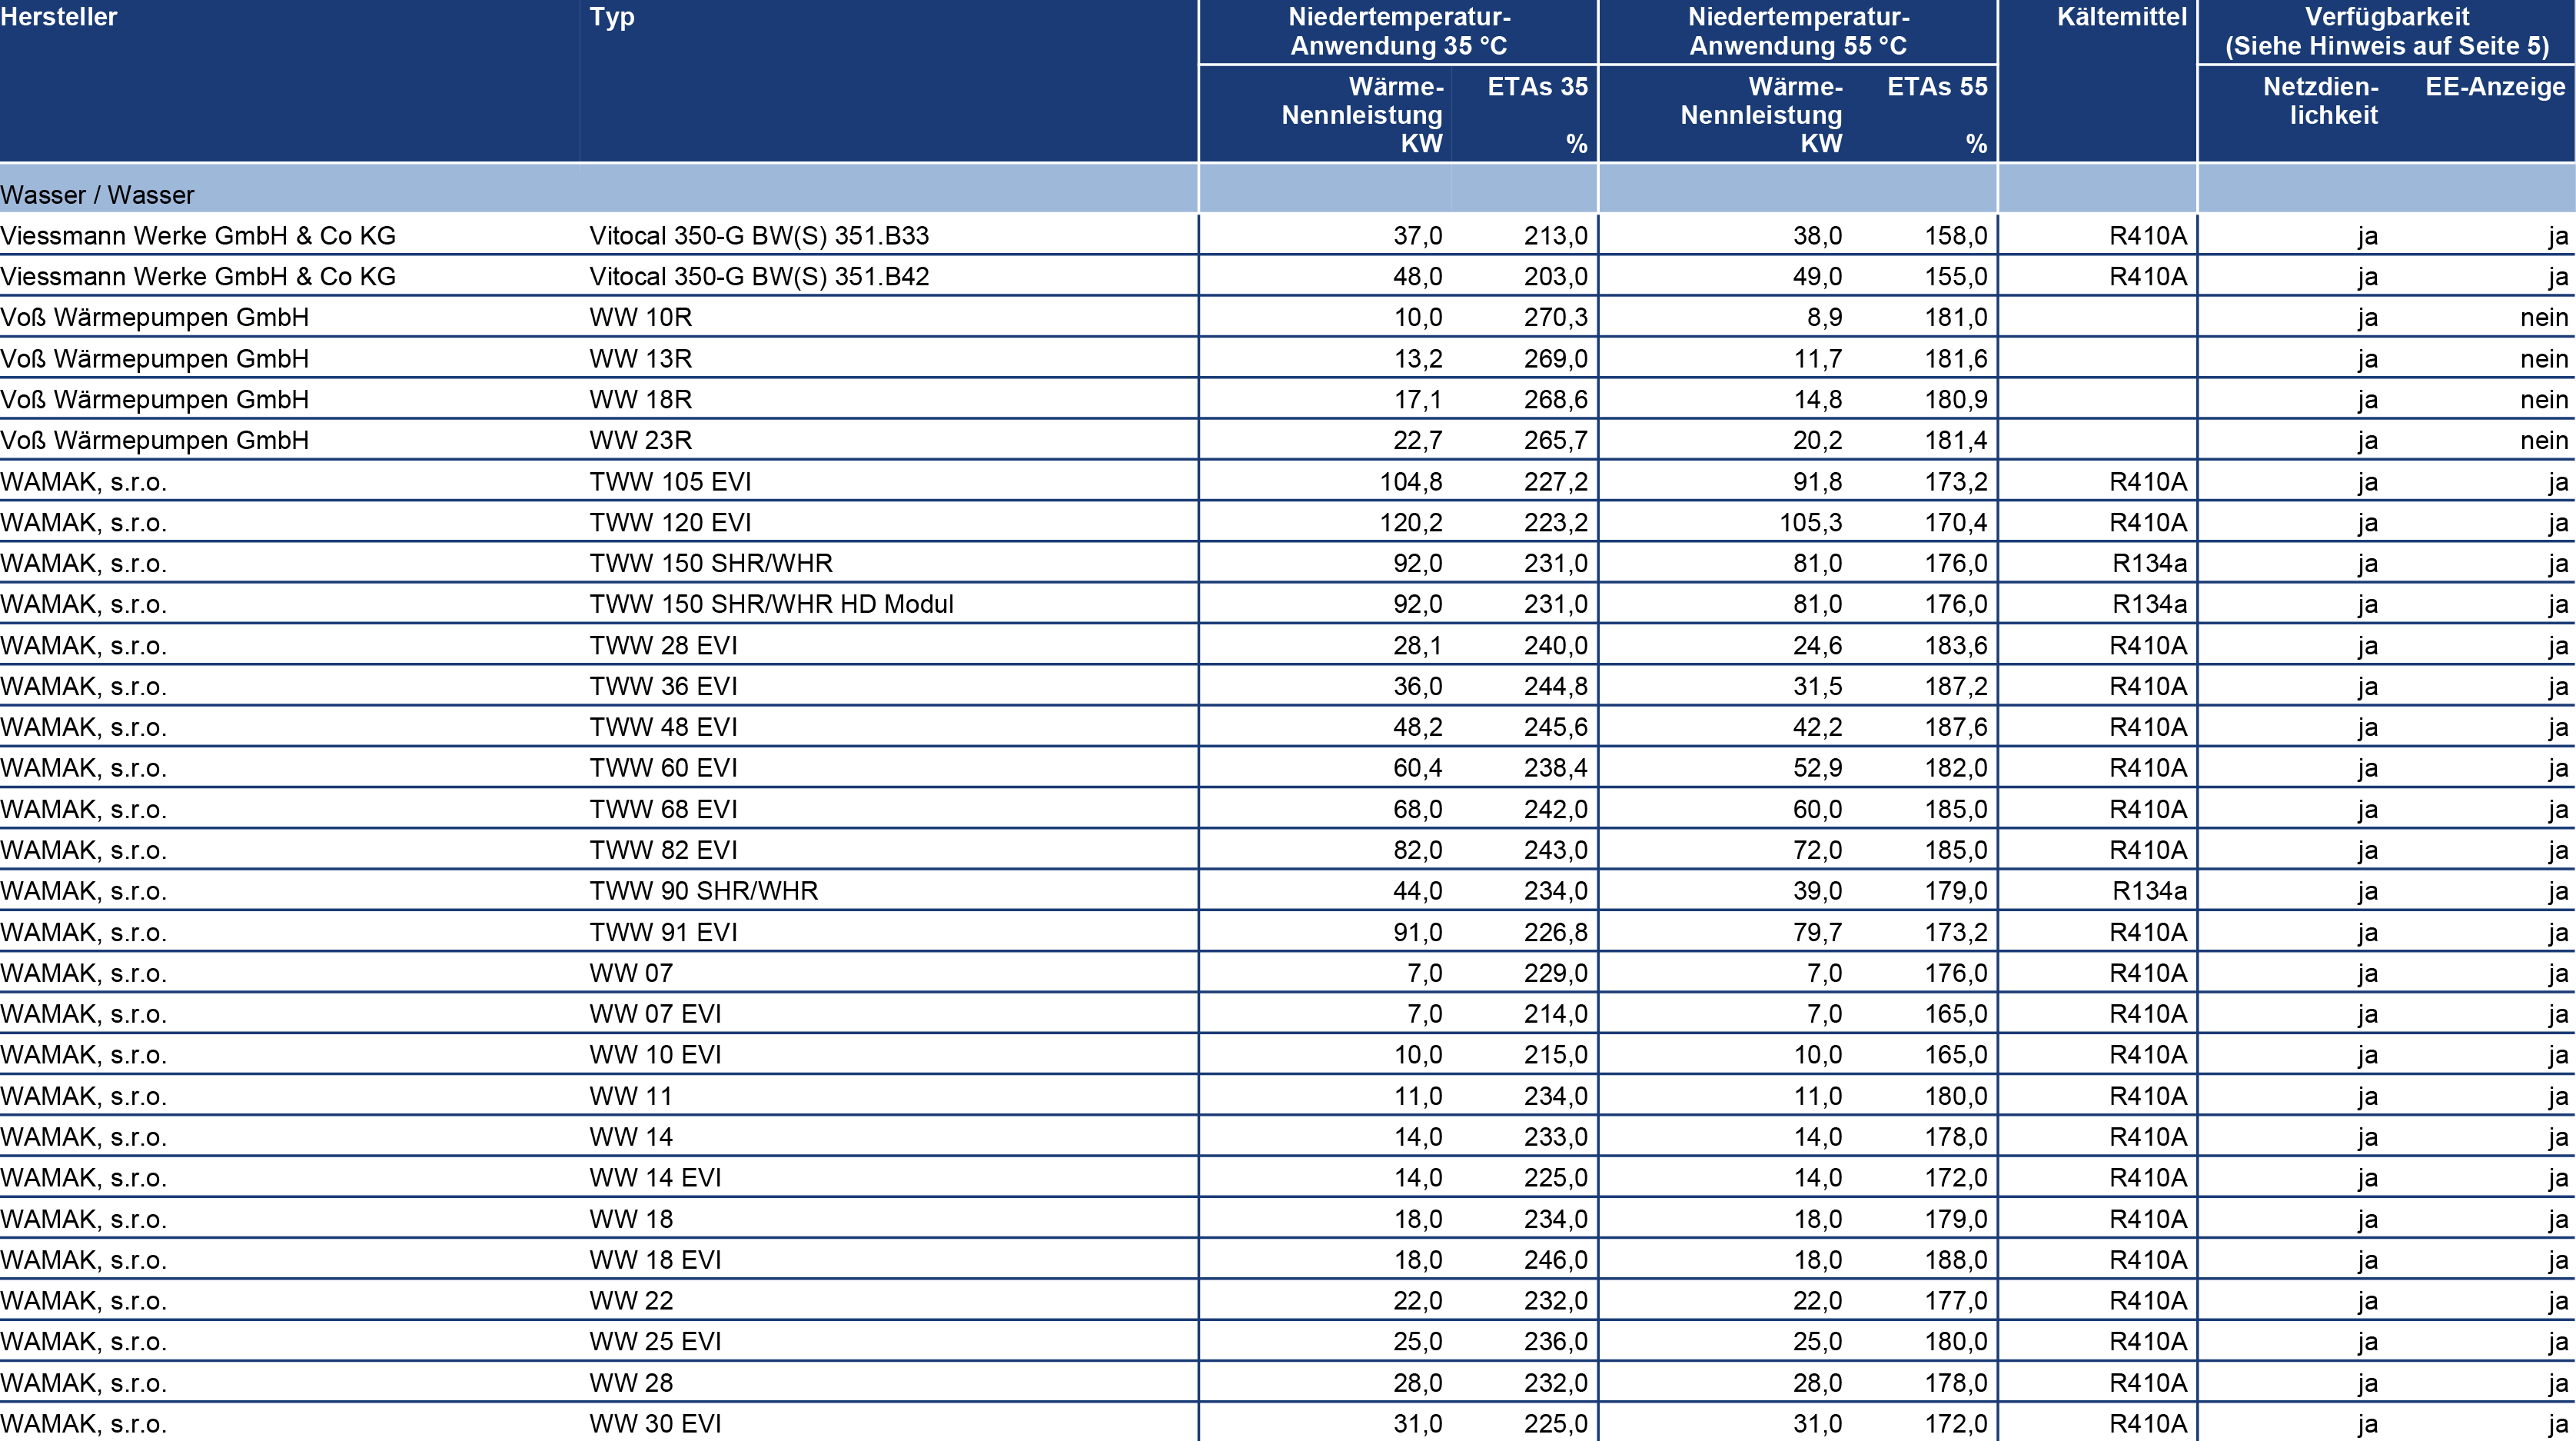 Hersteller Typ Niedertemperatur- Niedertemperatur- Kältemittel Verfügbarkeit
Anwendung 35 °C Anwendung 55 °C (Siehe Hinweis auf Seite 5)
Wärme- ETAs 35 Wärme- ETAs 55 Netzdien- EE-Anzeige
Nennleistung Nennleistung lichkeit
KW % KW %
Wasser / Wasser
Viessmann Werke GmbH & Co KG Vitocal 350-G BW(S) 351.B33 37,0 213,0 38,0 158,0 R410A ja ja
Viessmann Werke GmbH & Co KG Vitocal 350-G BW(S) 351.B42 48,0 203,0 49,0 155,0 R410A ja ja
Voß Wärmepumpen GmbH WW 10R 10,0 270,3 8,9 181,0 ja nein
Voß Wärmepumpen GmbH WW 13R 13,2 269,0 11,7 181,6 ja nein
Voß Wärmepumpen GmbH WW 18R 17,1 268,6 14,8 180,9 ja nein
Voß Wärmepumpen GmbH WW 23R 22,7 265,7 20,2 181,4 ja nein
WAMAK, s.r.o. TWW 105 EVI 104,8 227,2 91,8 173,2 R410A ja ja
WAMAK, s.r.o. TWW 120 EVI 120,2 223,2 105,3 170,4 R410A ja ja
WAMAK, s.r.o. TWW 150 SHR/WHR 92,0 231,0 81,0 176,0 R134a ja ja
WAMAK, s.r.o. TWW 150 SHR/WHR HD Modul 92,0 231,0 81,0 176,0 R134a ja ja
WAMAK, s.r.o. TWW 28 EVI 28,1 240,0 24,6 183,6 R410A ja ja
WAMAK, s.r.o. TWW 36 EVI 36,0 244,8 31,5 187,2 R410A ja ja
WAMAK, s.r.o. TWW 48 EVI 48,2 245,6 42,2 187,6 R410A ja ja
WAMAK, s.r.o. TWW 60 EVI 60,4 238,4 52,9 182,0 R410A ja ja
WAMAK, s.r.o. TWW 68 EVI 68,0 242,0 60,0 185,0 R410A ja ja
WAMAK, s.r.o. TWW 82 EVI 82,0 243,0 72,0 185,0 R410A ja ja
WAMAK, s.r.o. TWW 90 SHR/WHR 44,0 234,0 39,0 179,0 R134a ja ja
WAMAK, s.r.o. TWW 91 EVI 91,0 226,8 79,7 173,2 R410A ja ja
WAMAK, s.r.o. WW 07 7,0 229,0 7,0 176,0 R410A ja ja
WAMAK, s.r.o. WW 07 EVI 7,0 214,0 7,0 165,0 R410A ja ja
WAMAK, s.r.o. WW 10 EVI 10,0 215,0 10,0 165,0 R410A ja ja
WAMAK, s.r.o. WW 11 11,0 234,0 11,0 180,0 R410A ja ja
WAMAK, s.r.o. WW 14 14,0 233,0 14,0 178,0 R410A ja ja
WAMAK, s.r.o. WW 14 EVI 14,0 225,0 14,0 172,0 R410A ja ja
WAMAK, s.r.o. WW 18 18,0 234,0 18,0 179,0 R410A ja ja
WAMAK, s.r.o. WW 18 EVI 18,0 246,0 18,0 188,0 R410A ja ja
WAMAK, s.r.o. WW 22 22,0 232,0 22,0 177,0 R410A ja ja
WAMAK, s.r.o. WW 25 EVI 25,0 236,0 25,0 180,0 R410A ja ja
WAMAK, s.r.o. WW 28 28,0 232,0 28,0 178,0 R410A ja ja
WAMAK, s.r.o. WW 30 EVI 31,0 225,0 31,0 172,0 R410A ja ja